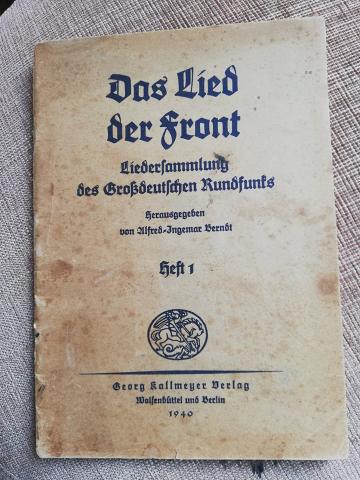 Das Lied
der Front
Liedersammlung
des Großdeutschen Rundfunks
Herausgegeben
von Alfred-Ingemar Berndt
Heft 1
Georg Kallmeyer Verlag
Wolfenbüttel und Berlin
1940